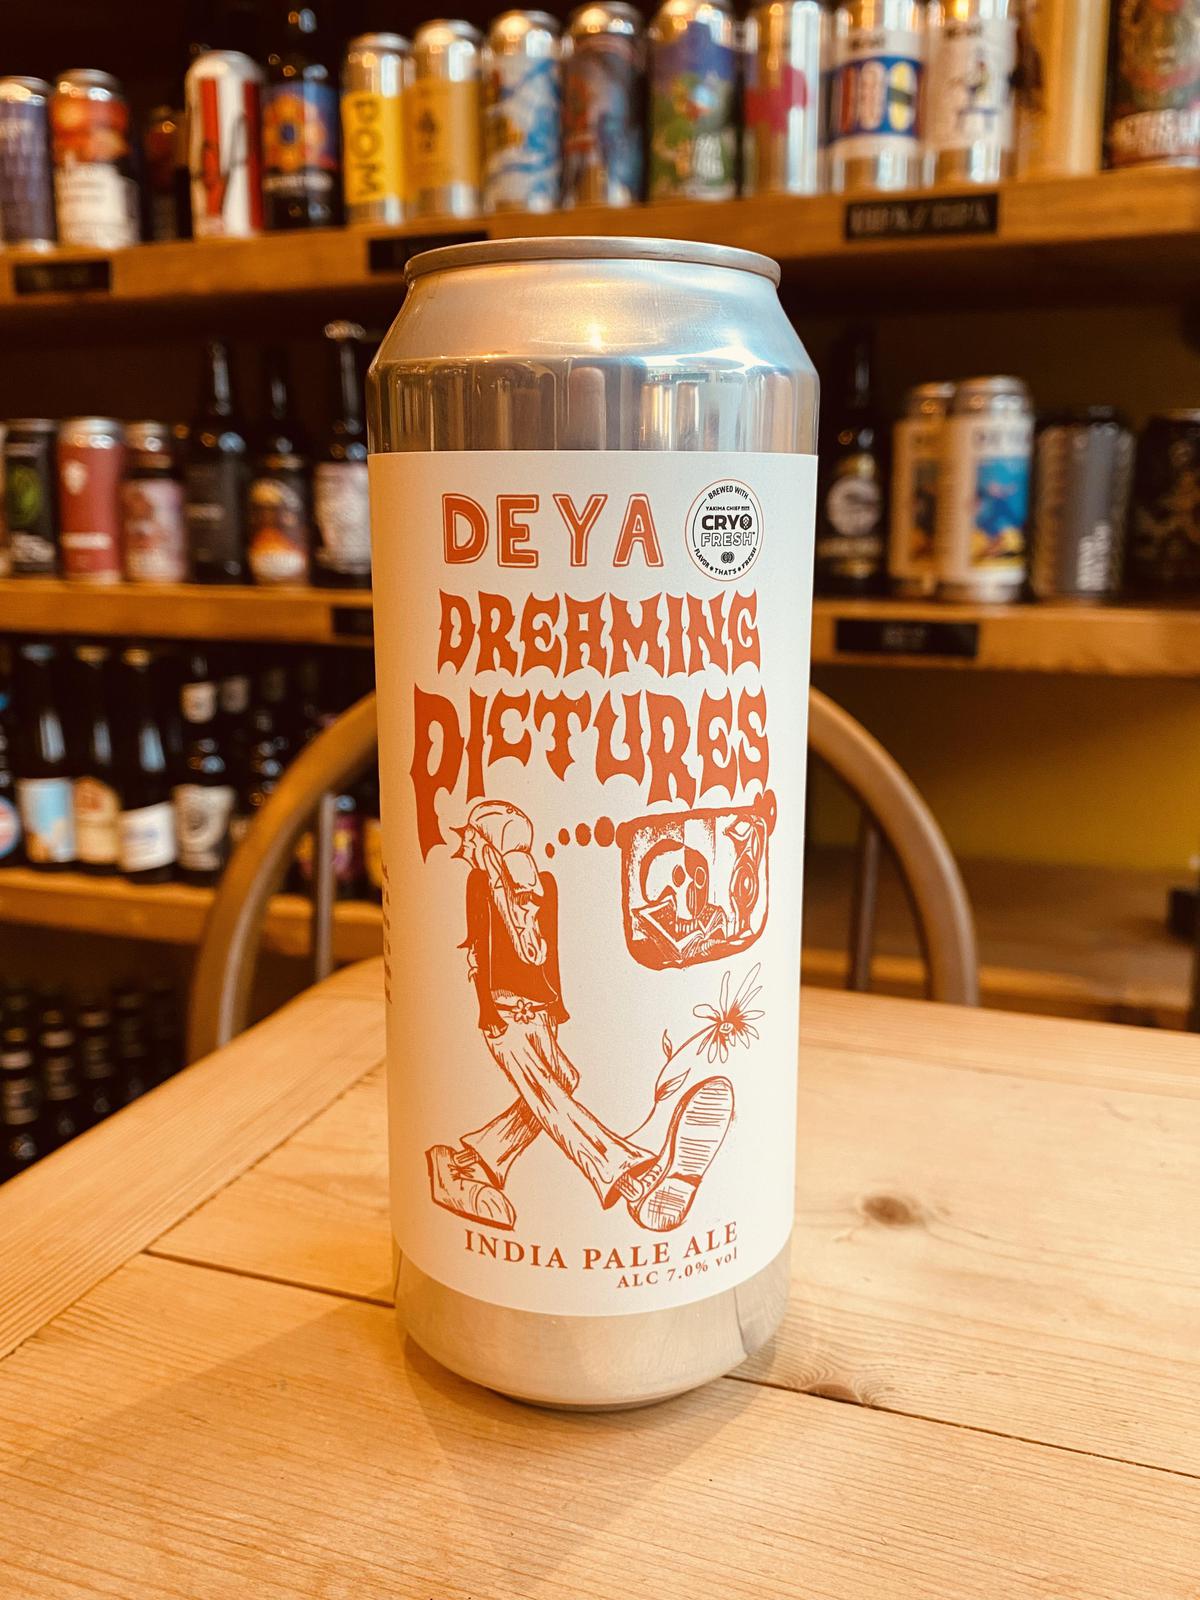 POM
DEYA
BREWED WITH
YAKIMA CHIEF
CRYO
FRESH™
FLAVOR • THAT'S • FRESH
DREAMING
PICTURES
INDIA PALE ALE
ALC 7.0% vol